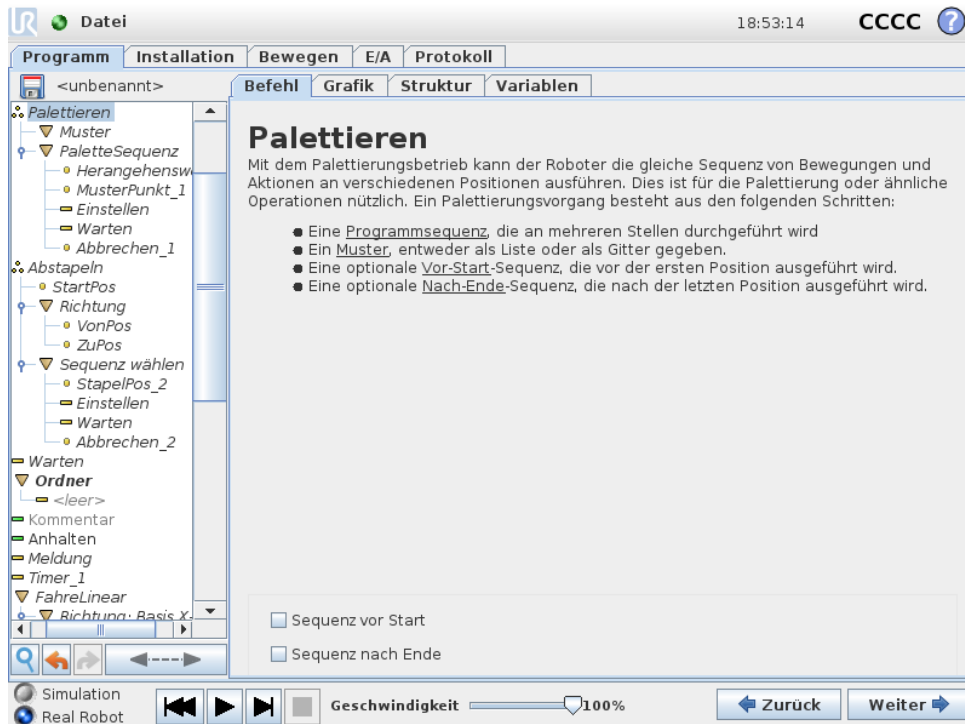 UR Datei 18:53:14 CCCC ?
Programm Installation Bewegen E/A Protokoll
<unbenannt>
Befehl Grafik Struktur Variablen
Palettieren
Muster
PaletteSequenz
Herangehensw
MusterPunkt_1
Einstellen
Warten
Abbrechen_1
Abstapeln
StartPos
Richtung
VonPos
ZuPos
Sequenz wählen
StapelPos_2
Einstellen
Warten
Abbrechen_2
Warten
Ordner
<leer>
Kommentar
Anhalten
Meldung
Timer_1
FahreLinear
Richtung: Basis X-
Palettieren
Mit dem Palettierungsbetrieb kann der Roboter die gleiche Sequenz von Bewegungen und
Aktionen an verschiedenen Positionen ausführen. Dies ist für die Palettierung oder ähnliche
Operationen nützlich. Ein Palettierungsvorgang besteht aus den folgenden Schritten:
Eine Programmsequenz, die an mehreren Stellen durchgeführt wird
Ein Muster, entweder als Liste oder als Gitter gegeben.
Eine optionale Vor-Start-Sequenz, die vor der ersten Position ausgeführt wird.
Eine optionale Nach-Ende-Sequenz, die nach der letzten Position ausgeführt wird.
Sequenz vor Start
Sequenz nach Ende
Simulation
Real Robot
Geschwindigkeit 100%
Zurück Weiter